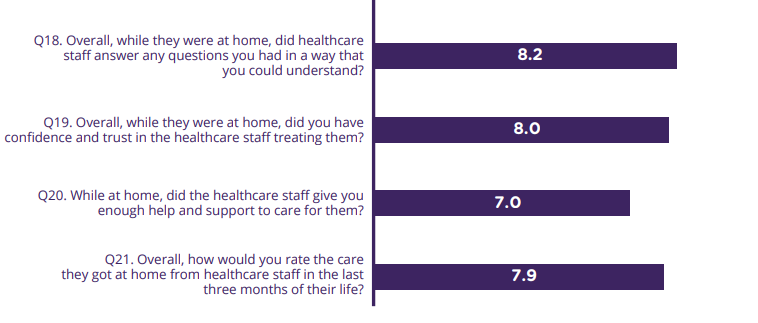 Q18. Overall, while they were at home, did healthcare
staff answer any questions you had in a way that
you could understand?
8.2
Q19. Overall, while they were at home, did you have
confidence and trust in the healthcare staff treating them?
8.0
Q20. While at home, did the healthcare staff give you
enough help and support to care for them?
7.0
Q21. Overall, how would you rate the care
they got at home from healthcare staff in the last
three months of their life?
7.9